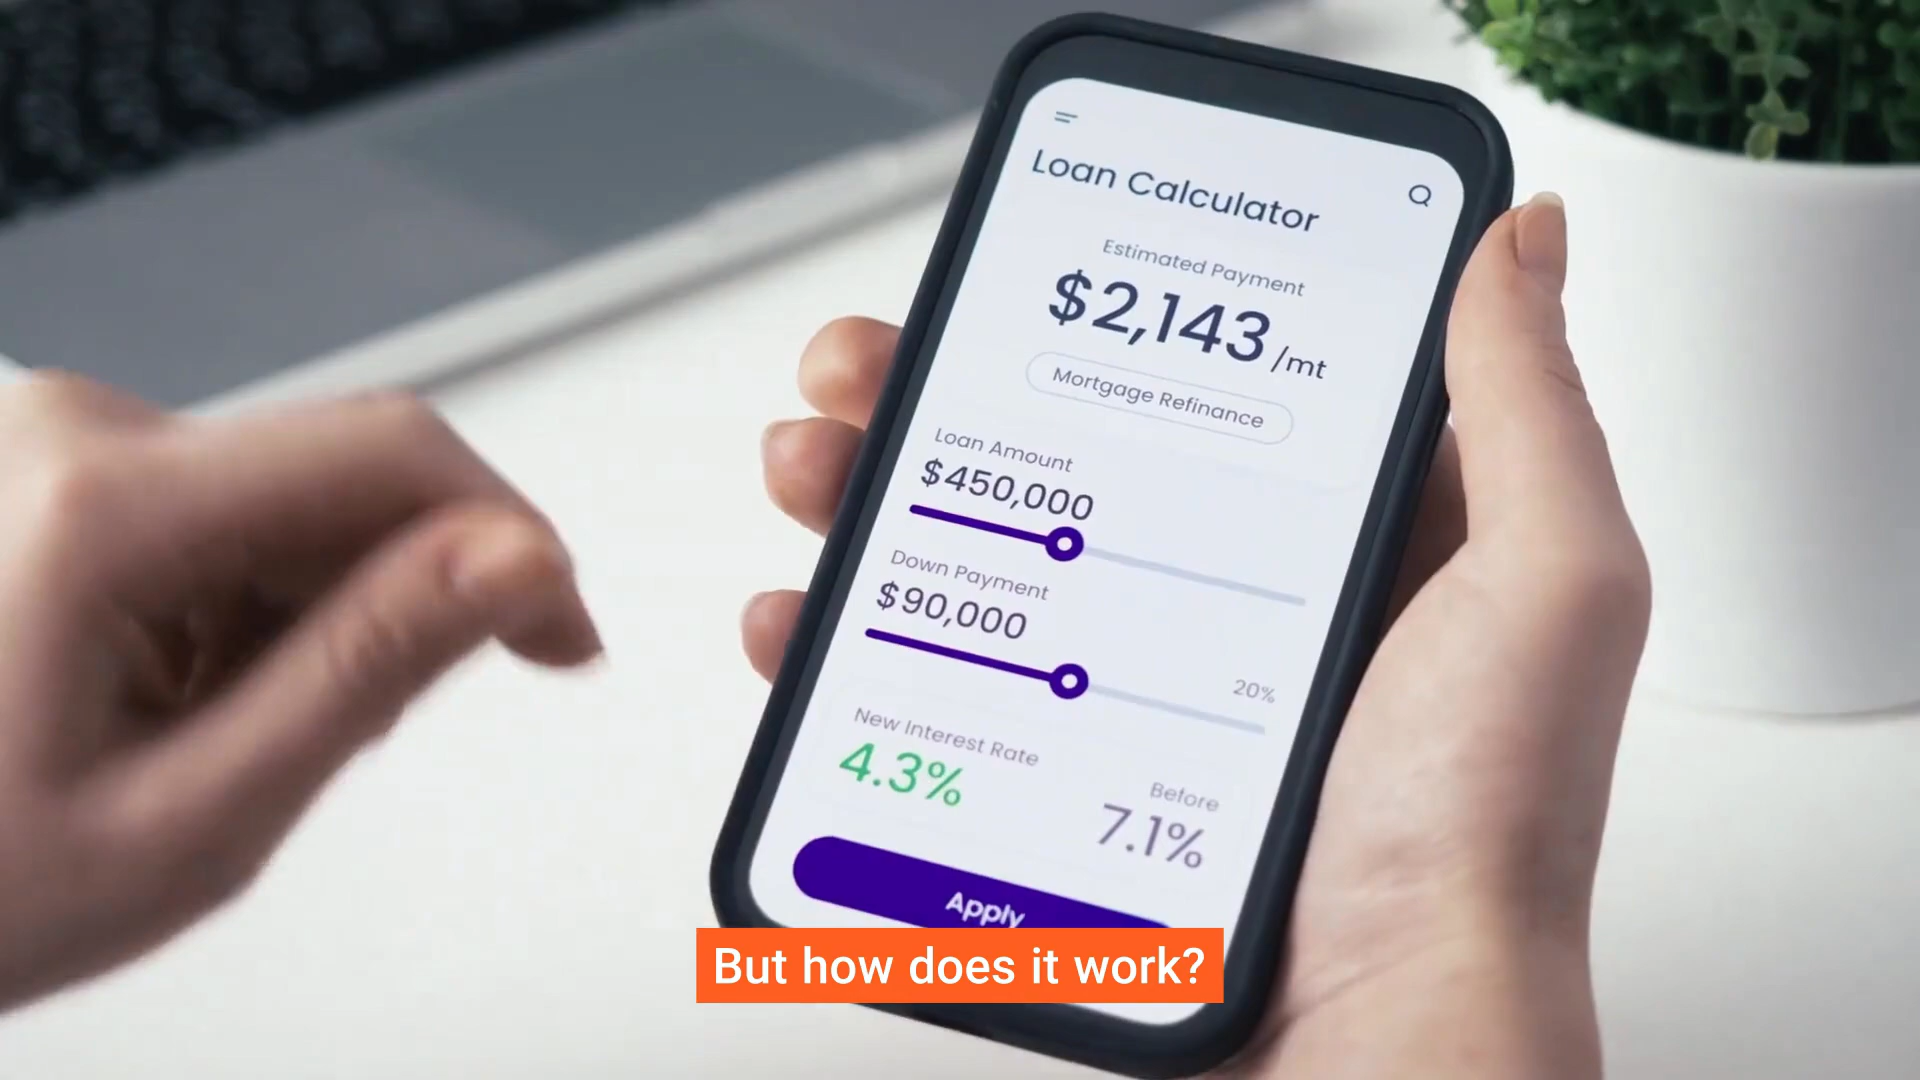 Loan Calculator
Estimated Payment
$2,143 /mt
Mortgage Refinance
Loan Amount
$450,000
Down Payment
$90,000
20%
New Interest Rate
4.3%
Before
7.1%
Apply
But how does it work?